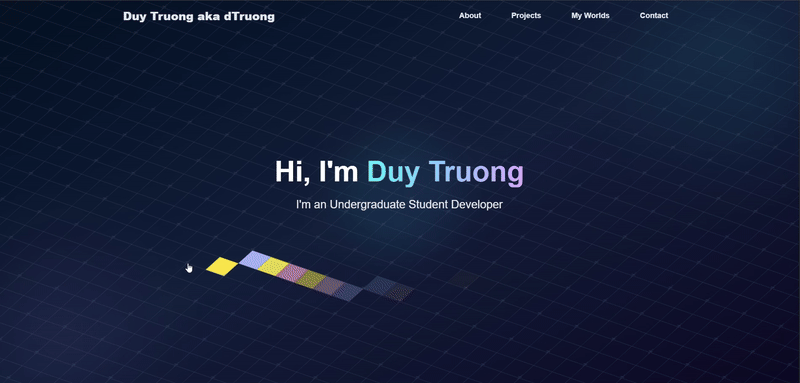 Duy Truong aka dTruong
About Projects My Worlds Contact
Hi, I'm Duy Truong
I'm an Undergraduate Student Developer